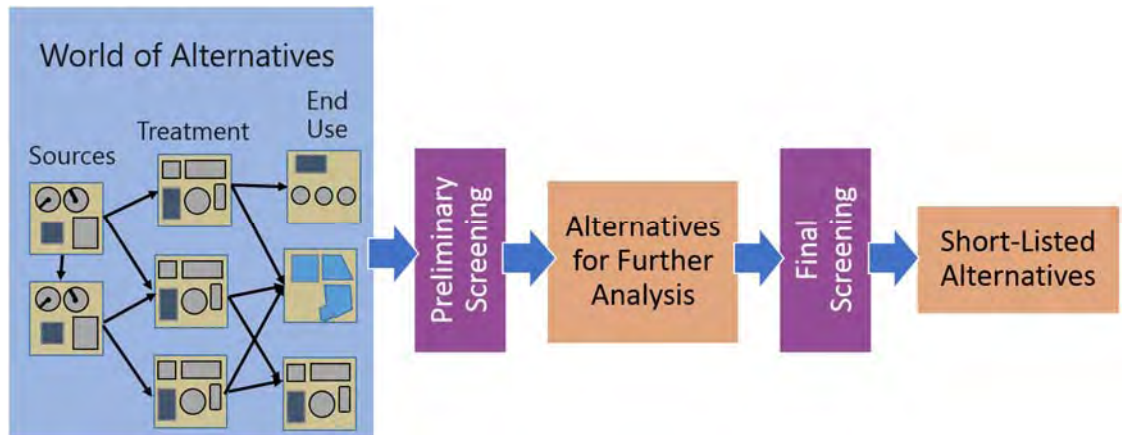 World of Alternatives
Sources
Treatment
End
Use
Preliminary
Screening
Alternatives
for Further
Analysis
Final
Screening
Short-Listed
Alternatives